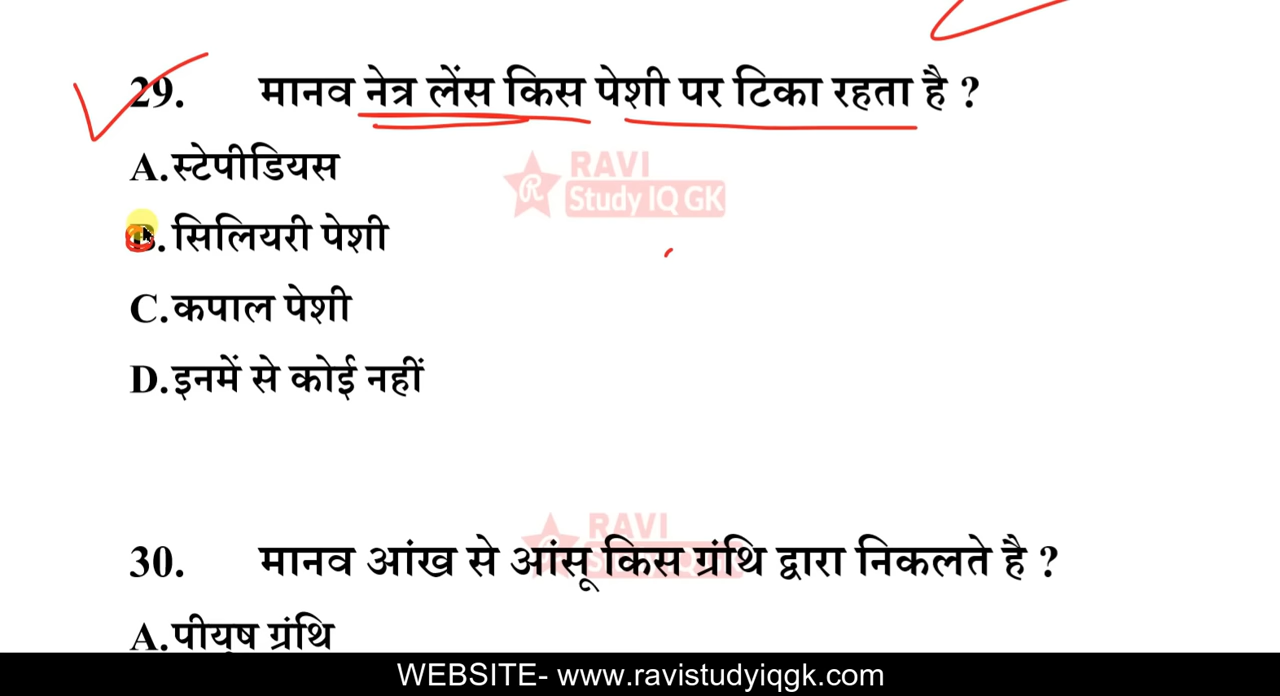 29. मानव नेत्र लेंस किस पेशी पर टिका रहता है ?
A.स्टेपीडियस
RAVI
Study IQ GK
B.सिलियरी पेशी
C.कपाल पेशी
D.इनमें से कोई नहीं
RAVI
30. मानव आंख से आंसू किस ग्रंथि द्वारा निकलते है ?
A.पीयूष ग्रंथि
WEBSITE- www.ravistudyiqgk.com